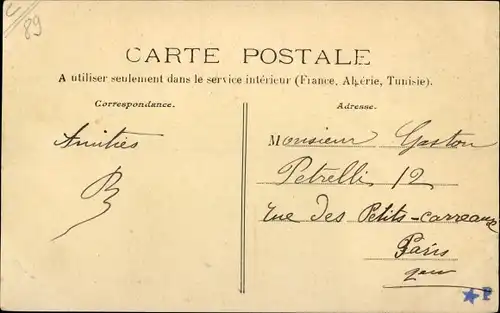 89
CARTE POSTALE
A utiliser seulement dans le service intérieur (France, Algérie, Tunisie).
Correspondance.
Adresse.
Amitiés
B
Monsieur Gaston
Petrelli 12
rue des Petits-carreaux
Paris
★F